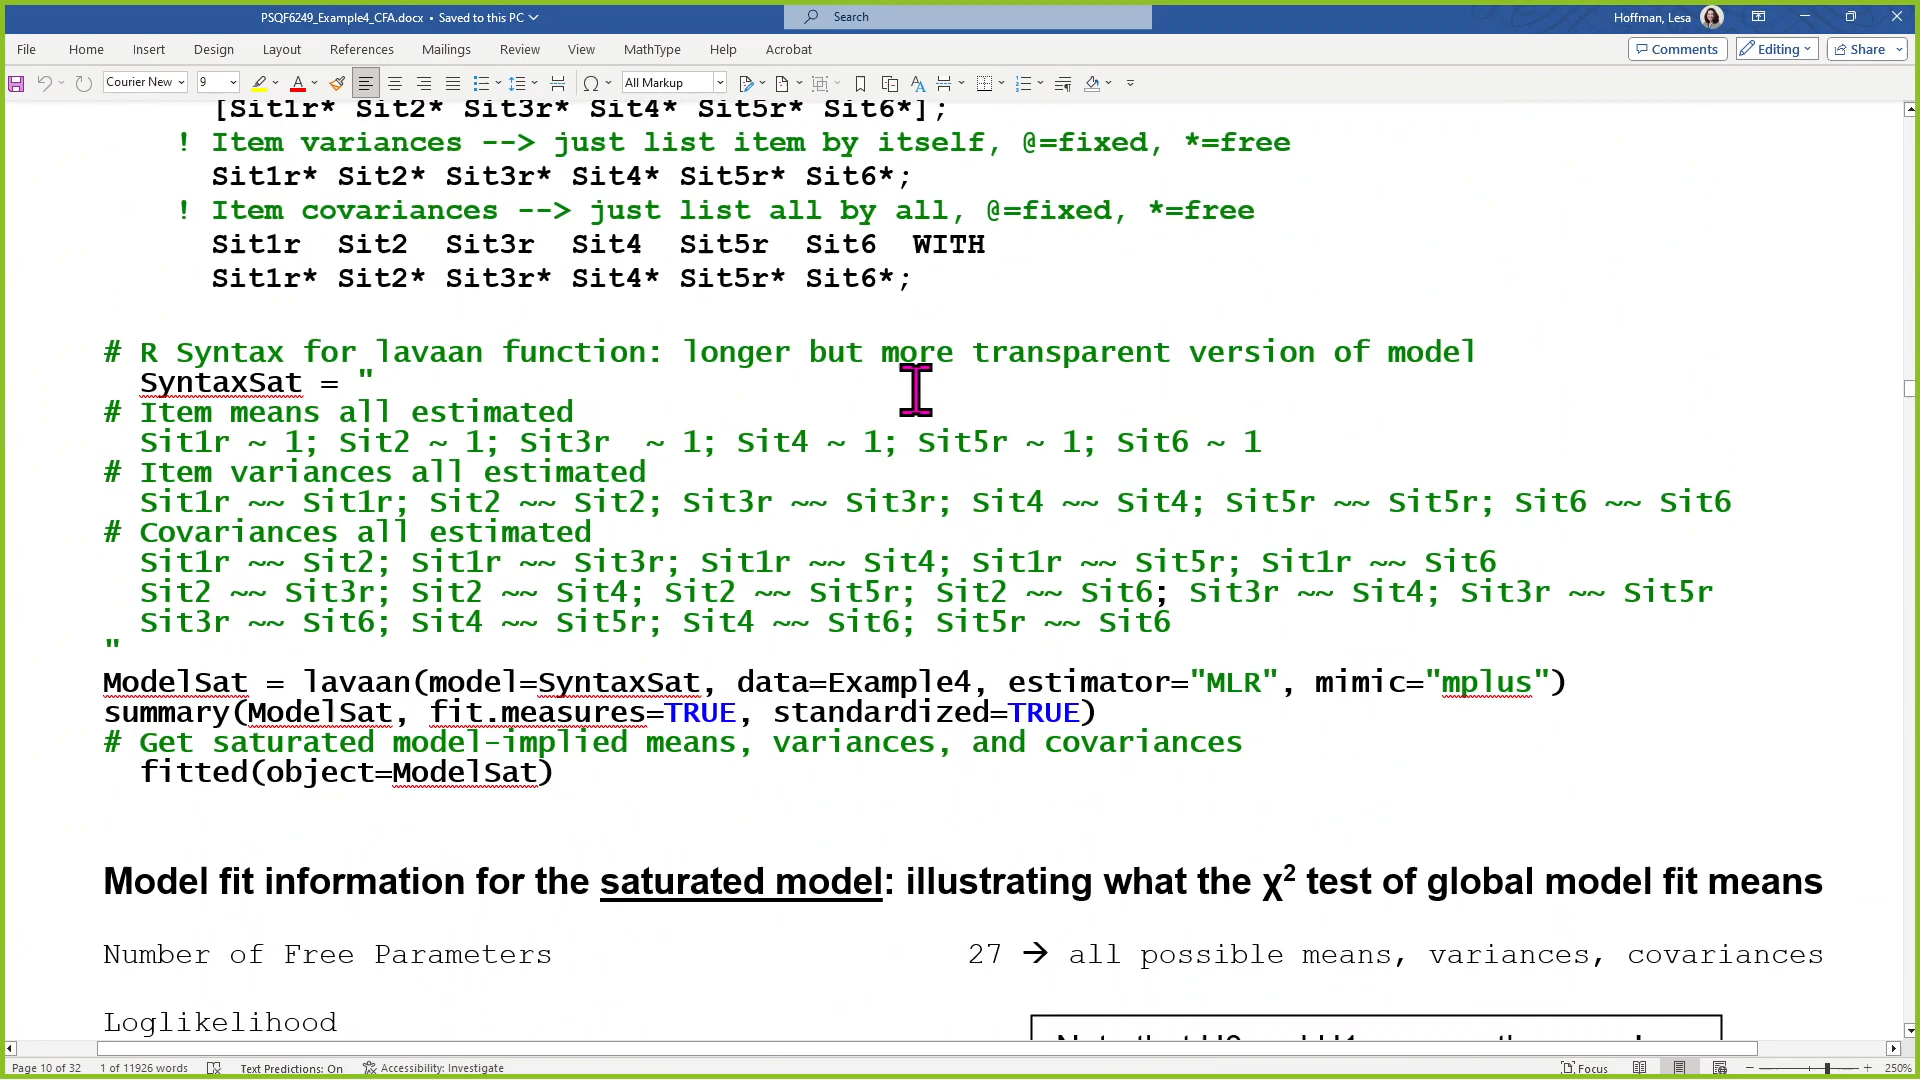 PSQF6249_Example4_CFA.docx • Saved to this PC
Search
Hoffman, Lesa
File Home Insert Design Layout References Mailings Review View MathType Help Acrobat
Comments Editing Share
Courier New 9 All Markup
[Sit1r* Sit2* Sit3r* Sit4* Sit5r* Sit6*];
! Item variances --> just list item by itself, @=fixed, *=free
Sit1r* Sit2* Sit3r* Sit4* Sit5r* Sit6*;
! Item covariances --> just list all by all, @=fixed, *=free
Sit1r Sit2 Sit3r Sit4 Sit5r Sit6 WITH
Sit1r* Sit2* Sit3r* Sit4* Sit5r* Sit6*;
# R Syntax for lavaan function: longer but more transparent version of model
SyntaxSat = "
# Item means all estimated
Sit1r ~ 1; Sit2 ~ 1; Sit3r ~ 1; Sit4 ~ 1; Sit5r ~ 1; Sit6 ~ 1
# Item variances all estimated
Sit1r ~~ Sit1r; Sit2 ~~ Sit2; Sit3r ~~ Sit3r; Sit4 ~~ Sit4; Sit5r ~~ Sit5r; Sit6 ~~ Sit6
# Covariances all estimated
Sit1r ~~ Sit2; Sit1r ~~ Sit3r; Sit1r ~~ Sit4; Sit1r ~~ Sit5r; Sit1r ~~ Sit6
Sit2 ~~ Sit3r; Sit2 ~~ Sit4; Sit2 ~~ Sit5r; Sit2 ~~ Sit6; Sit3r ~~ Sit4; Sit3r ~~ Sit5r
Sit3r ~~ Sit6; Sit4 ~~ Sit5r; Sit4 ~~ Sit6; Sit5r ~~ Sit6
"
ModelSat = lavaan(model=SyntaxSat, data=Example4, estimator="MLR", mimic="mplus")
summary(ModelSat, fit.measures=TRUE, standardized=TRUE)
# Get saturated model-implied means, variances, and covariances
fitted(object=ModelSat)
Model fit information for the saturated model: illustrating what the χ² test of global model fit means
Number of Free Parameters 27 → all possible means, variances, covariances
Loglikelihood
Page 10 of 32 1 of 11926 words Text Predictions: On Accessibility: Investigate Focus 250%